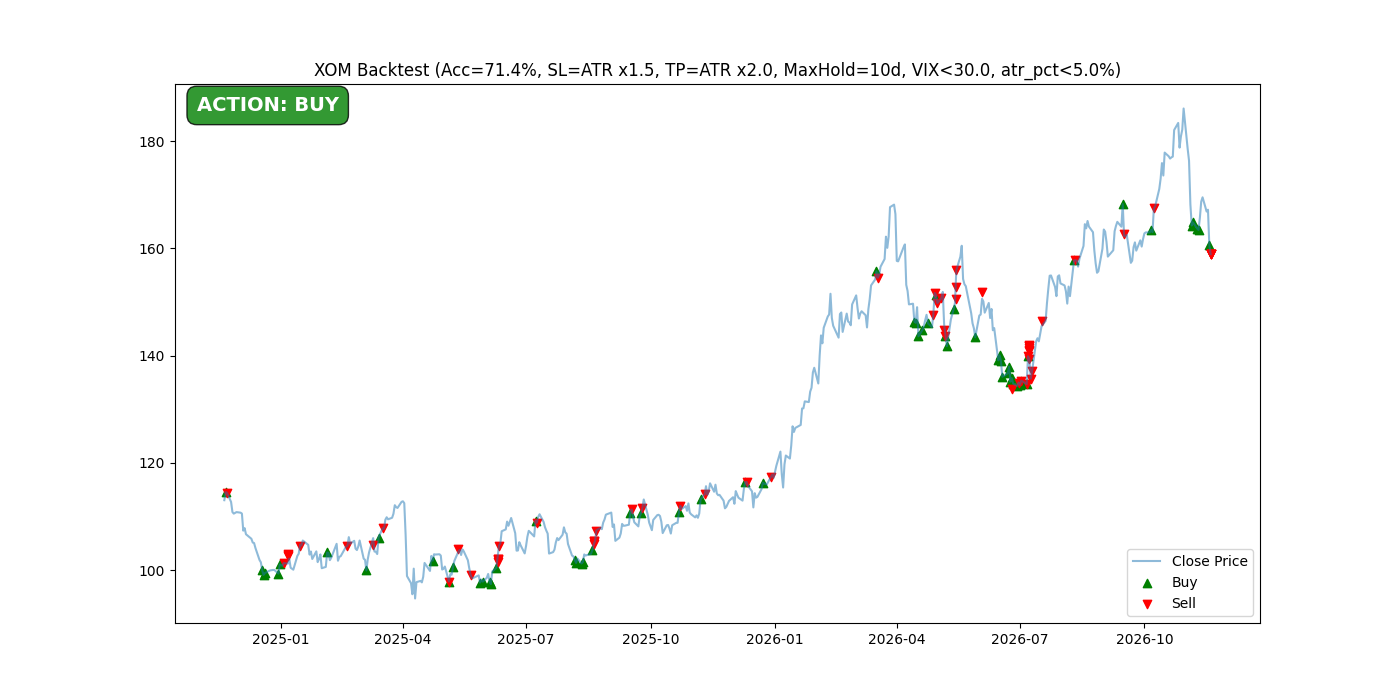 XOM Backtest (Acc=71.4%, SL=ATR x1.5, TP=ATR x2.0, MaxHold=10d, VIX<30.0, atr_pct<5.0%)
ACTION: BUY
180
160
140
120
100
2025-01
2025-04
2025-07
2025-10
2026-01
2026-04
2026-07
2026-10
Close Price
Buy
Sell